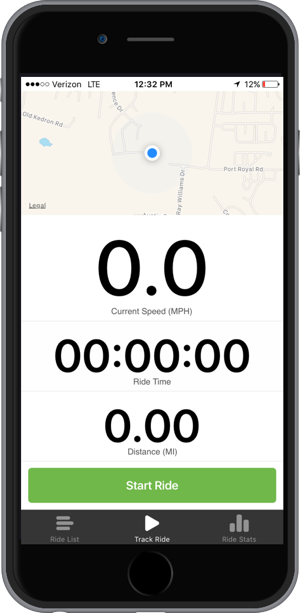 Verizon LTE 12:32 PM 12%
Old Kedron Rd
ence Dr
Port Royal Rd
Ray Williams Dr
Legal
0.0
Current Speed (MPH)
00:00:00
Ride Time
0.00
Distance (MI)
Start Ride
Ride List Track Ride Ride Stats